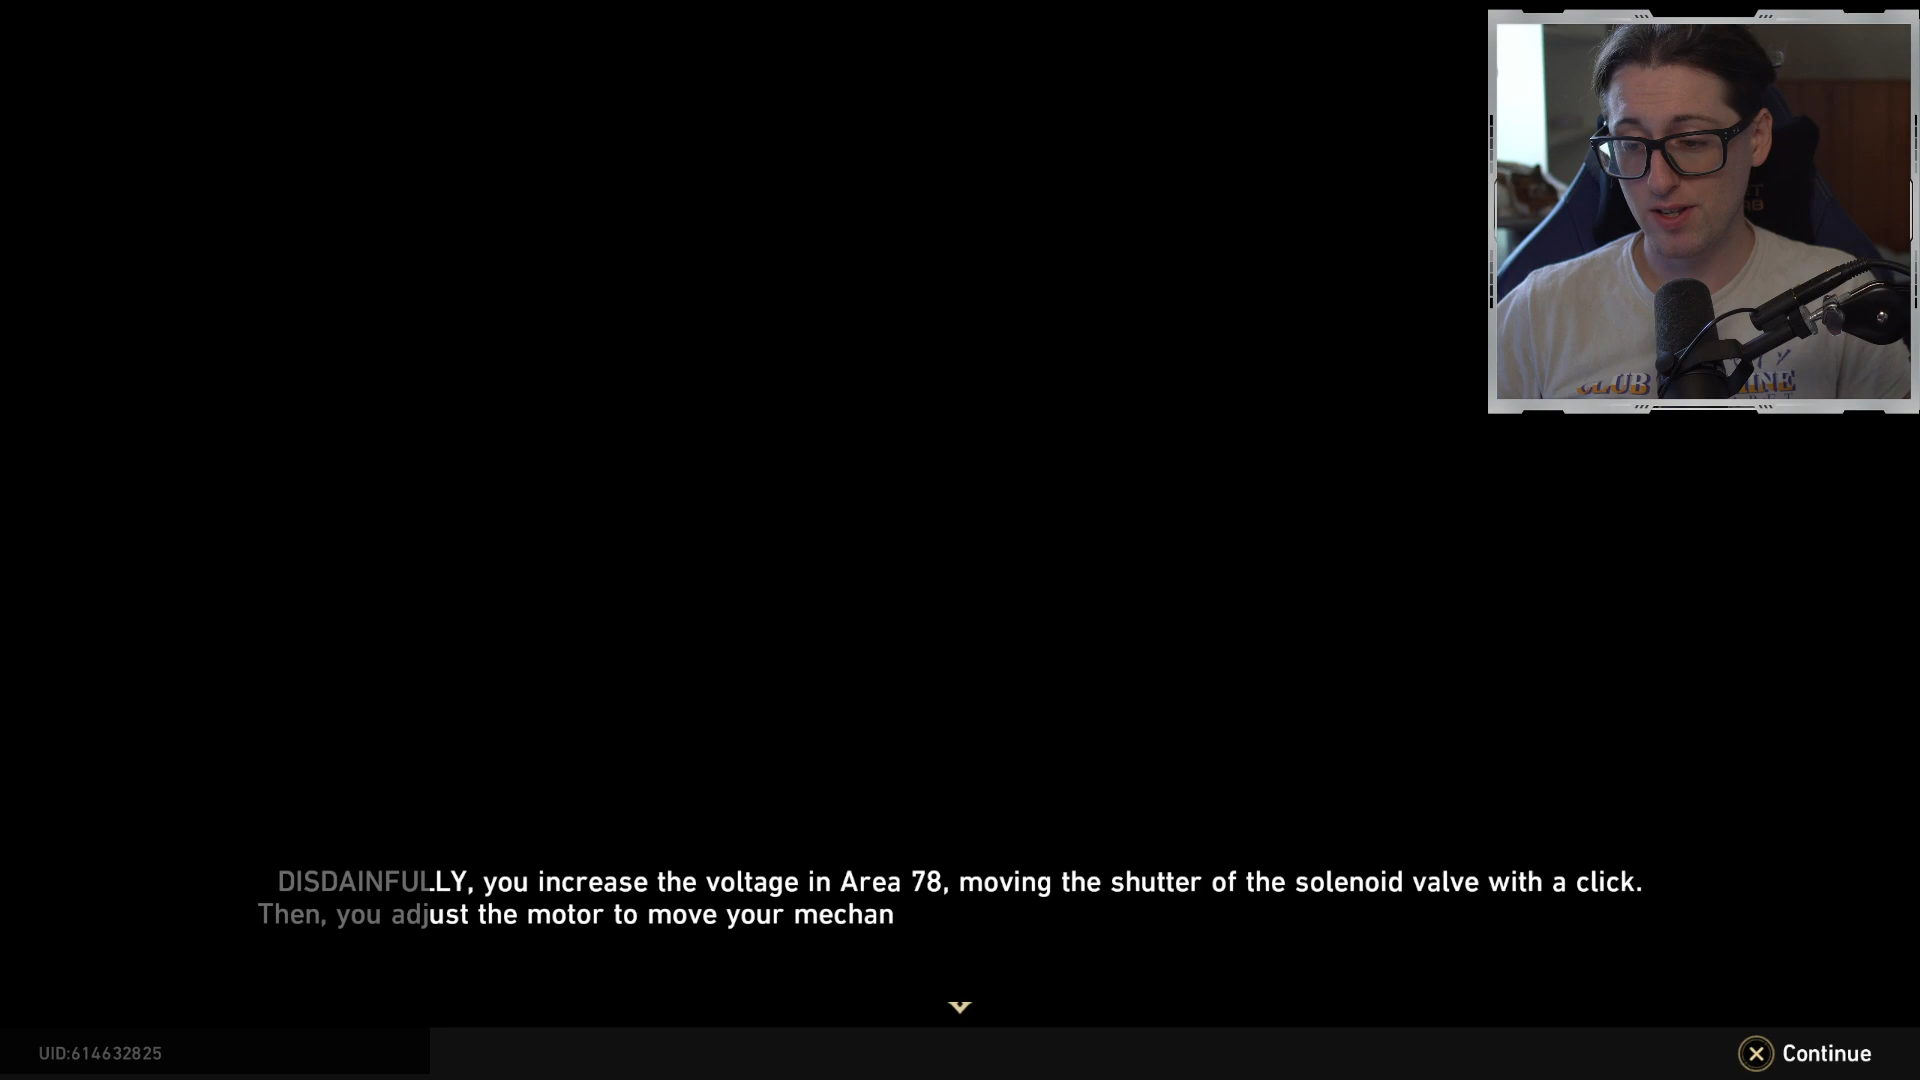 CLUB
DISDAINFULLY, you increase the voltage in Area 78, moving the shutter of the solenoid valve with a click.
Then, you adjust the motor to move your mechan
UID:614632825
Continue